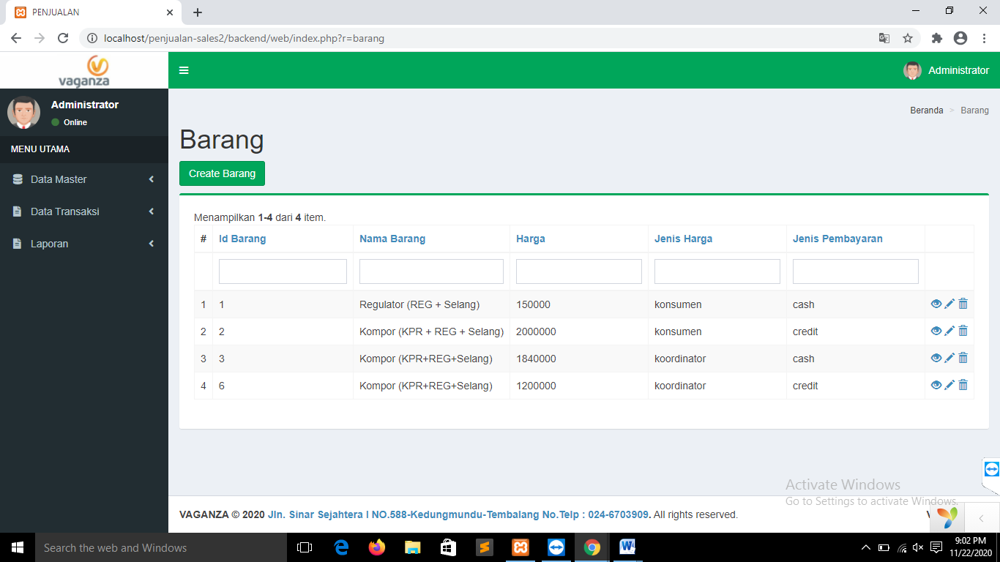 PENJUALAN
localhost/penjualan-sales2/backend/web/index.php?r=barang
vaganza
Administrator
Administrator
Online
Beranda > Barang
MENU UTAMA
Data Master
Data Transaksi
Laporan
Barang
Create Barang
Menampilkan 1-4 dari 4 item.
# Id Barang Nama Barang Harga Jenis Harga Jenis Pembayaran
1 1 Regulator (REG + Selang) 150000 konsumen cash
2 2 Kompor (KPR + REG + Selang) 2000000 konsumen credit
3 3 Kompor (KPR+REG+Selang) 1840000 koordinator cash
4 6 Kompor (KPR+REG+Selang) 1200000 koordinator credit
Activate Windows
Go to Settings to activate Windows.
VAGANZA © 2020 Jln. Sinar Sejahtera I NO.588-Kedungmundu-Tembalang No.Telp : 024-6703909. All rights reserved.
Search the web and Windows
9:02 PM
11/22/2020